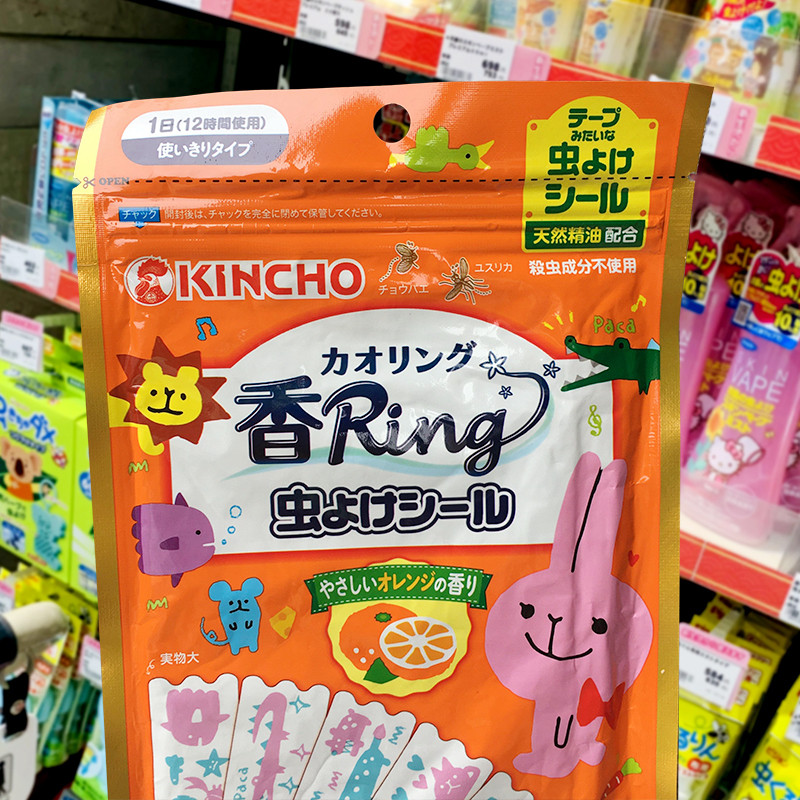 1日(12時間使用)
使いきりタイプ
テープ
みたいな
虫よけ
シール
天然精油 配合
OPEN
チャック 開封後は、チャックを完全に閉めて保管してください。
殺虫成分不使用
KINCHO
チョウバエ
ユスリカ
Paca
カオリング
香Ring
虫よけシール
やさしいオレンジの香り
実物大
Paca
VAPE